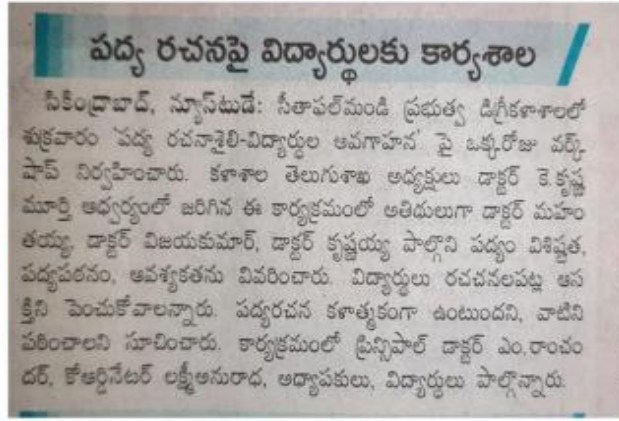 పద్య రచనపై విద్యార్థులకు కార్యశాల
సికింద్రాబాద్, న్యూస్‌టుడే: సీతాఫల్‌మండి ప్రభుత్వ డిగ్రీకళాశాలలో
శుక్రవారం 'పద్య రచనాశైలి-విద్యార్థుల అవగాహన' పై ఒక్కరోజు వర్క్
షాప్ నిర్వహించారు. కళాశాల తెలుగుశాఖ అధ్యక్షులు డాక్టర్ కె.కృష్ణ
మూర్తి ఆధ్వర్యంలో జరిగిన ఈ కార్యక్రమంలో అతిథులుగా డాక్టర్ మహం
తయ్య, డాక్టర్ విజయకుమార్, డాక్టర్ కృష్ణయ్య పాల్గొని పద్యం విశిష్టత,
పద్యపఠనం, ఆవశ్యకతను వివరించారు. విద్యార్థులు రచచనలపట్ల ఆస
క్తిని పెంచుకోవాలన్నారు. పద్యరచన కళాత్మకంగా ఉంటుందని, వాటిని
పఠించాలని సూచించారు. కార్యక్రమంలో ప్రిన్సిపాల్ డాక్టర్ ఎం.రాంచం
దర్, కోఆర్డినేటర్ లక్ష్మీఅనురాధ, అధ్యాపకులు, విద్యార్థులు పాల్గొన్నారు.